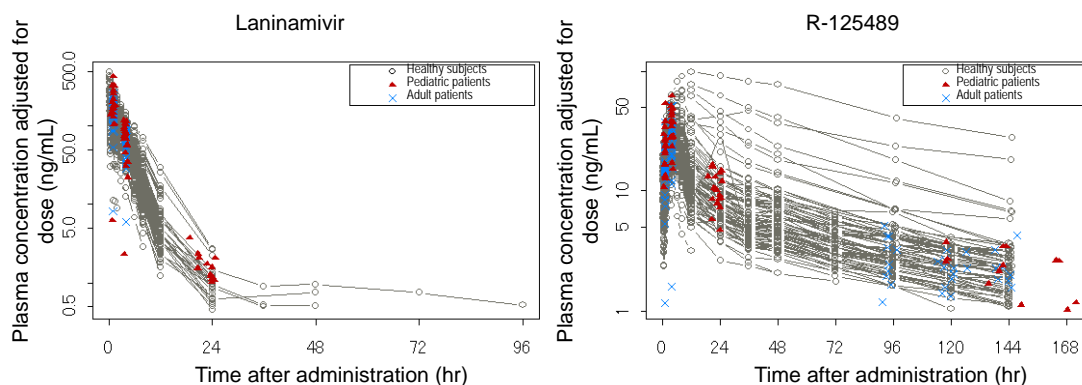 Laninamivir
Plasma concentration adjusted for
dose (ng/mL)
500.0
50.0
5.0
0.5
Healthy subjects
Pediatric patients
Adult patients
0 24 48 72 96
Time after administration (hr)
R-125489
Plasma concentration adjusted for
dose (ng/mL)
50
10
5
1
Healthy subjects
Pediatric patients
Adult patients
0 24 48 72 96 120 144 168
Time after administration (hr)